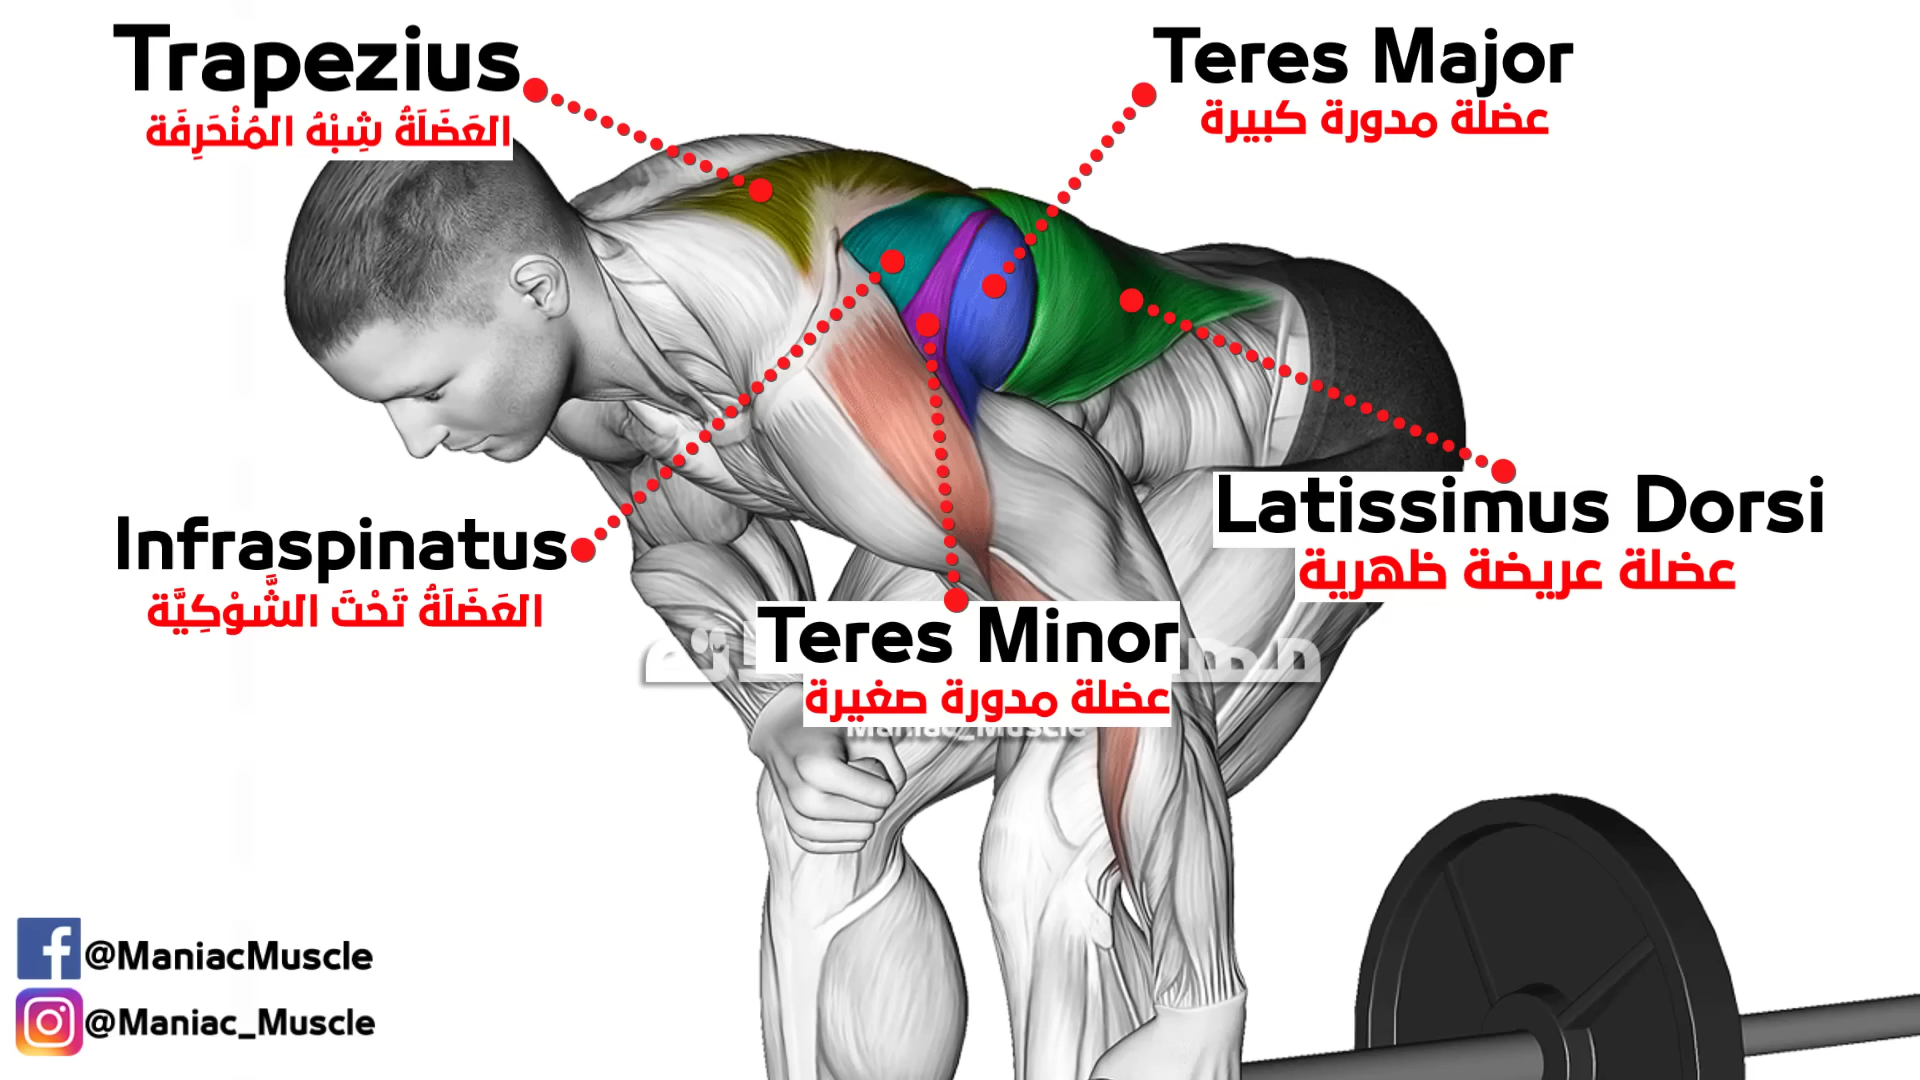 Trapezius
العَضَلَةُ شِبْهُ المُنْحَرِفَة
Teres Major
عضلة مدورة كبيرة
Infraspinatus
العَضَلَةُ تَحْتَ الشَّوْكِيَّة
Latissimus Dorsi
عضلة عريضة ظهرية
Teres Minor
عضلة مدورة صغيرة
Maniac_Muscle
@ManiacMuscle
@Maniac_Muscle